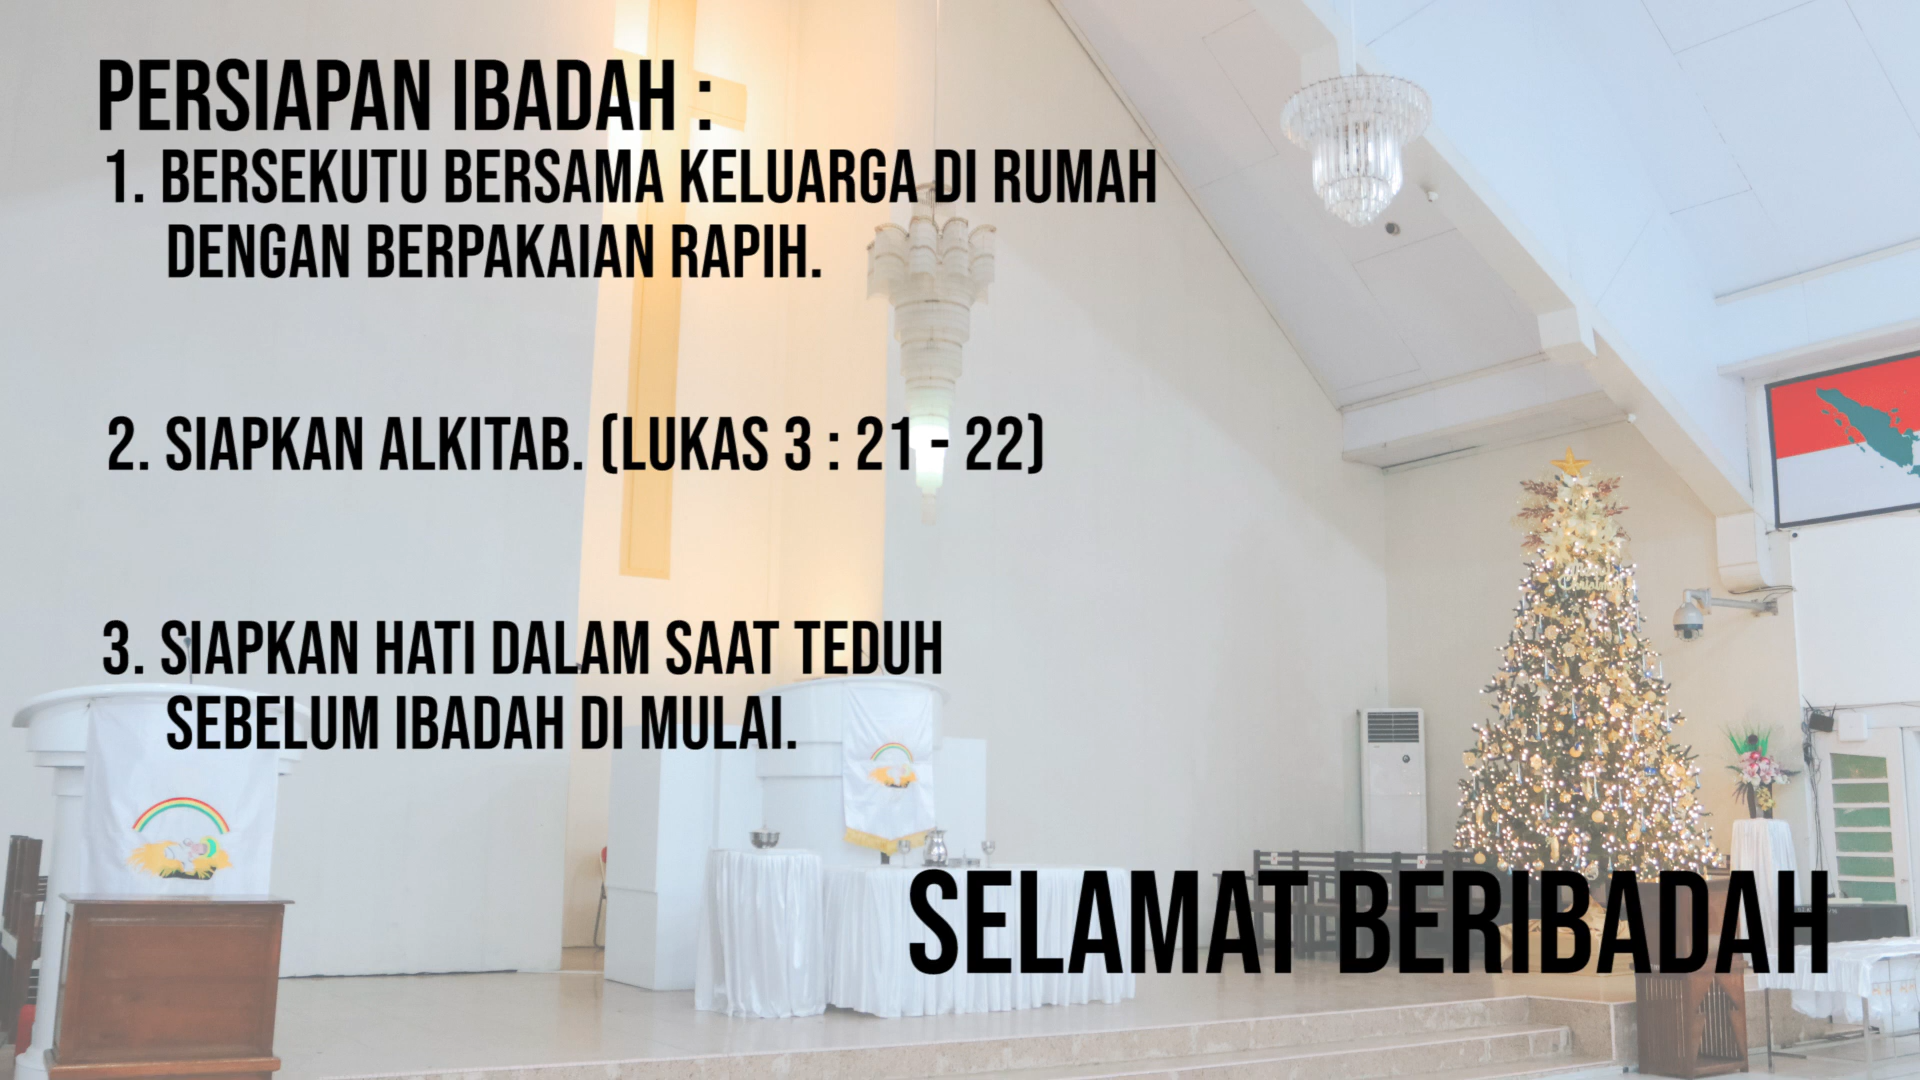 PERSIAPAN IBADAH :
1. BERSEKUTU BERSAMA KELUARGA DI RUMAH
DENGAN BERPAKAIAN RAPIH.
2. SIAPKAN ALKITAB. (LUKAS 3 : 21 - 22)
3. SIAPKAN HATI DALAM SAAT TEDUH
SEBELUM IBADAH DI MULAI.
SELAMAT BERIBADAH